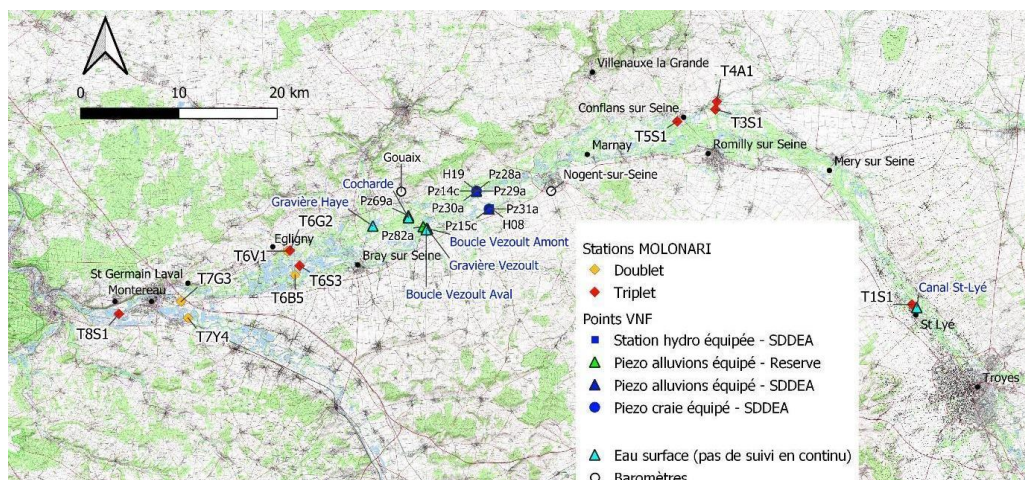 Villenauxe la Grande
T4A1
0 10 20 km
Conflans sur Seine
T3S1
T5S1
Marnay
Romilly sur Seine
Gouaix
H19
Pz28a
Nogent-sur-Seine
Mery sur Seine
Cocharde
Pz14c
Pz29a
Pz69a
Gravière Haye
Pz30a
Pz31a
T6G2
Pz15c
H08
Pz82a
Egligny
Boucle Vezoult Amont
T6V1
Bray sur Seine
Gravière Vezoult
St Germain Laval
T7G3
T6S3
Montereau
T6B5
Boucle Vezoult Aval
T8S1
T7Y4
T1S1
Canal St-Lyé
St Lye
Troyes
Stations MOLONARI
Doublet
Triplet
Points VNF
Station hydro équipée - SDDEA
Piezo alluvions équipé - Reserve
Piezo alluvions équipé - SDDEA
Piezo craie équipé - SDDEA
Eau surface (pas de suivi en continu)
Baromètres